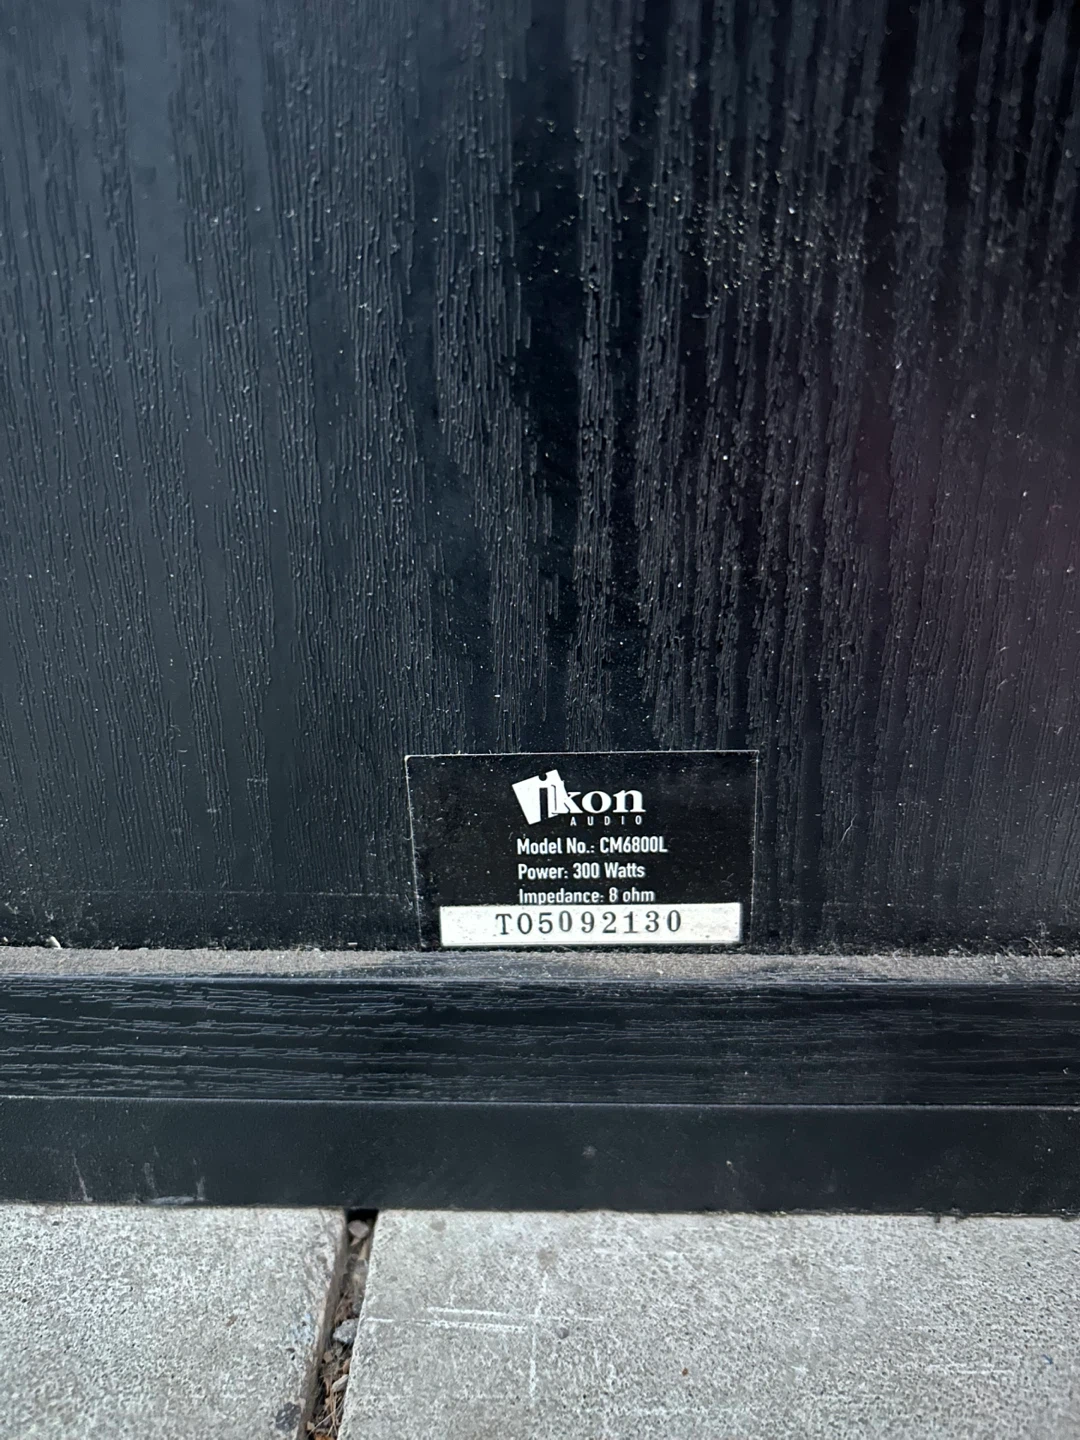 ikon
AUDIO
Model No.: CM6800L
Power: 300 Watts
Impedance: 8 ohm
T05092130